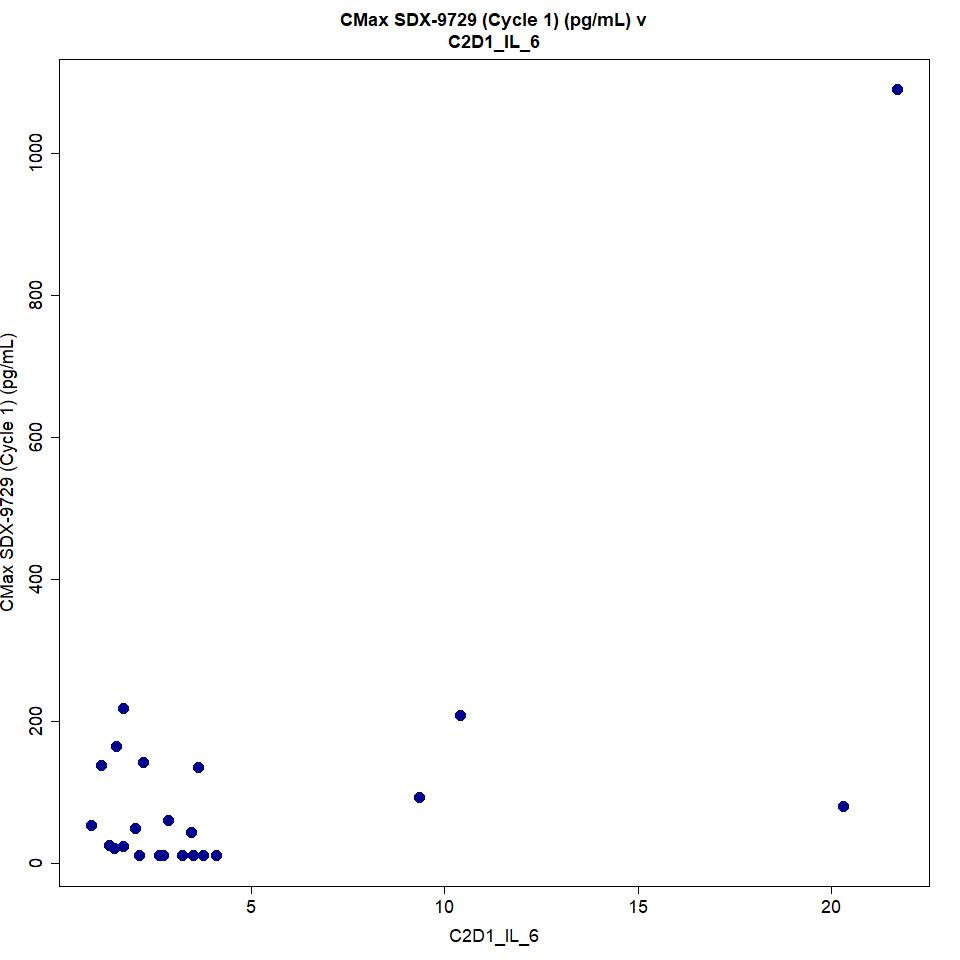 CMax SDX-9729 (Cycle 1) (pg/mL) v
C2D1_IL_6
CMax SDX-9729 (Cycle 1) (pg/mL)
1000
800
600
400
200
0
5
10
15
20
C2D1_IL_6